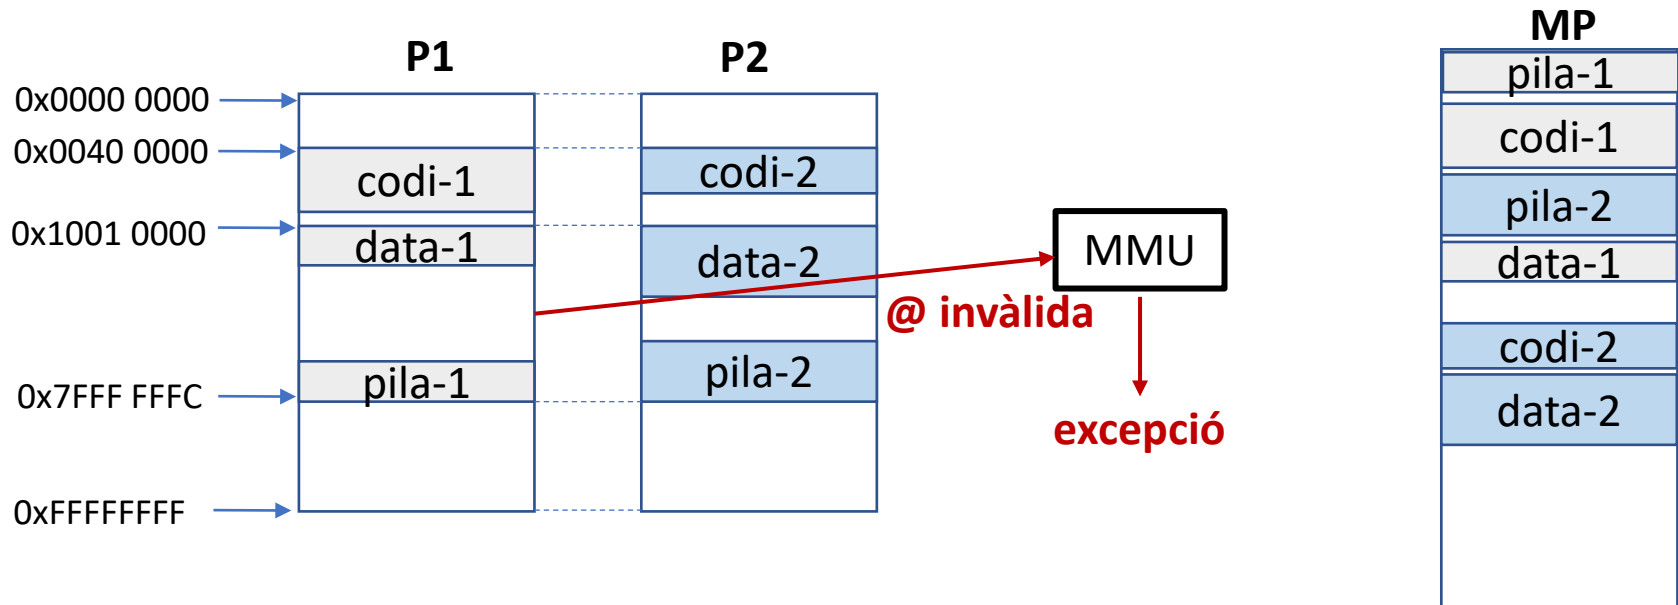 P1
P2
MP
0x0000 0000
0x0040 0000
0x1001 0000
0x7FFF FFFC
0xFFFFFFFF
codi-1
data-1
pila-1
codi-2
data-2
pila-2
MMU
@ invàlida
excepció
pila-1
codi-1
pila-2
data-1
codi-2
data-2